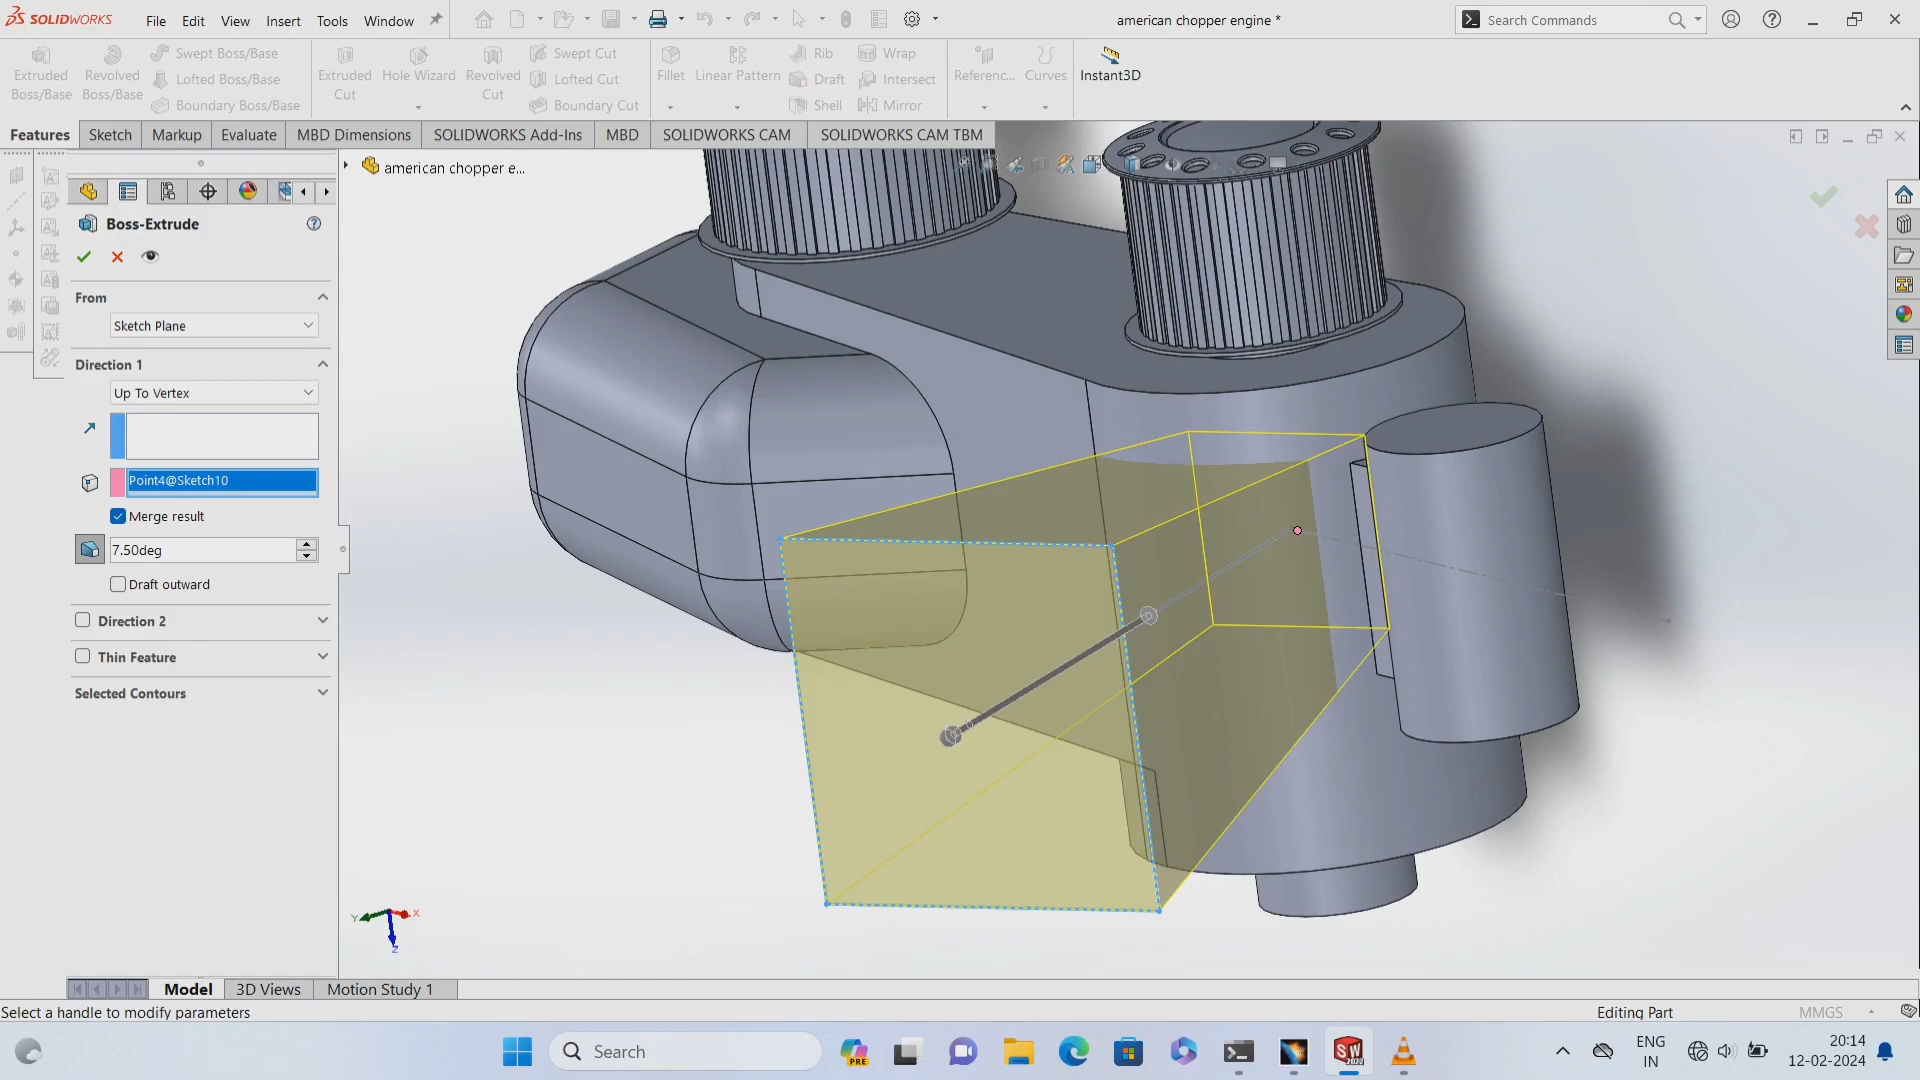 SOLIDWORKS File Edit View Insert Tools Window american chopper engine * Search Commands
Extruded Boss/Base Revolved Boss/Base Swept Boss/Base Lofted Boss/Base Boundary Boss/Base Extruded Cut Hole Wizard Revolved Cut Swept Cut Lofted Cut Boundary Cut Fillet Linear Pattern Rib Draft Shell Wrap Intersect Mirror Referenc... Curves Instant3D
Features Sketch Markup Evaluate MBD Dimensions SOLIDWORKS Add-Ins MBD SOLIDWORKS CAM SOLIDWORKS CAM TBM
american chopper e...
Boss-Extrude
From
Sketch Plane
Direction 1
Up To Vertex
Point4@Sketch10
Merge result
7.50deg
Draft outward
Direction 2
Thin Feature
Selected Contours
Y X
Z
Model 3D Views Motion Study 1
Select a handle to modify parameters Editing Part MMGS
Search PRE SW 2022 ENG IN 20:14 12-02-2024